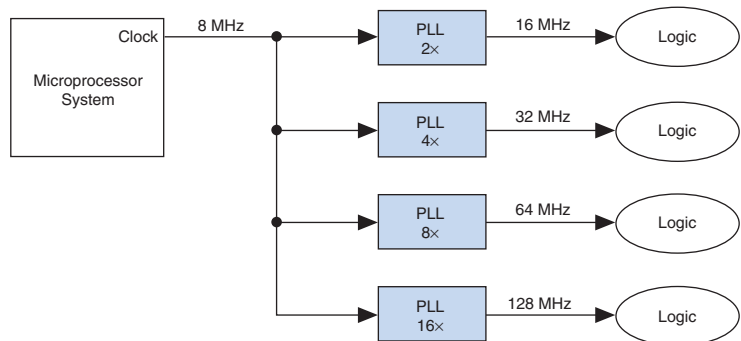 Clock
8 MHz
Microprocessor
System
PLL
2×
16 MHz
Logic
PLL
4×
32 MHz
Logic
PLL
8×
64 MHz
Logic
PLL
16×
128 MHz
Logic